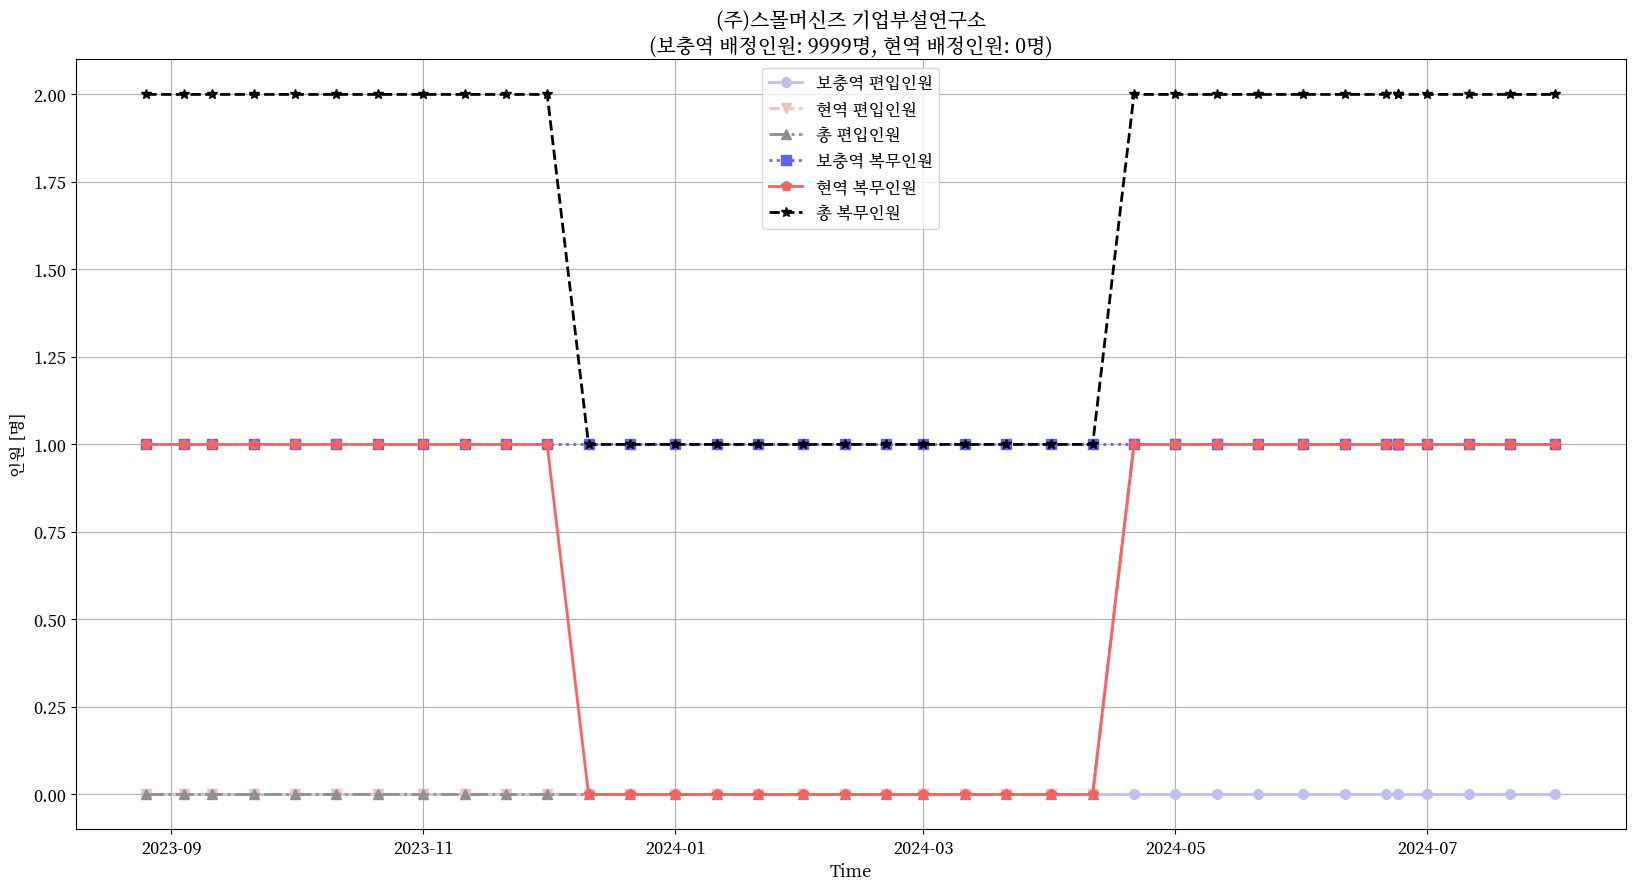 (주)스몰머신즈 기업부설연구소
(보충역 배정인원: 9999명, 현역 배정인원: 0명)
보충역 편입인원
현역 편입인원
총 편입인원
보충역 복무인원
현역 복무인원
총 복무인원
2.00
1.75
1.50
1.25
1.00
0.75
0.50
0.25
0.00
인원 [명]
2023-09 2023-11 2024-01 2024-03 2024-05 2024-07
Time